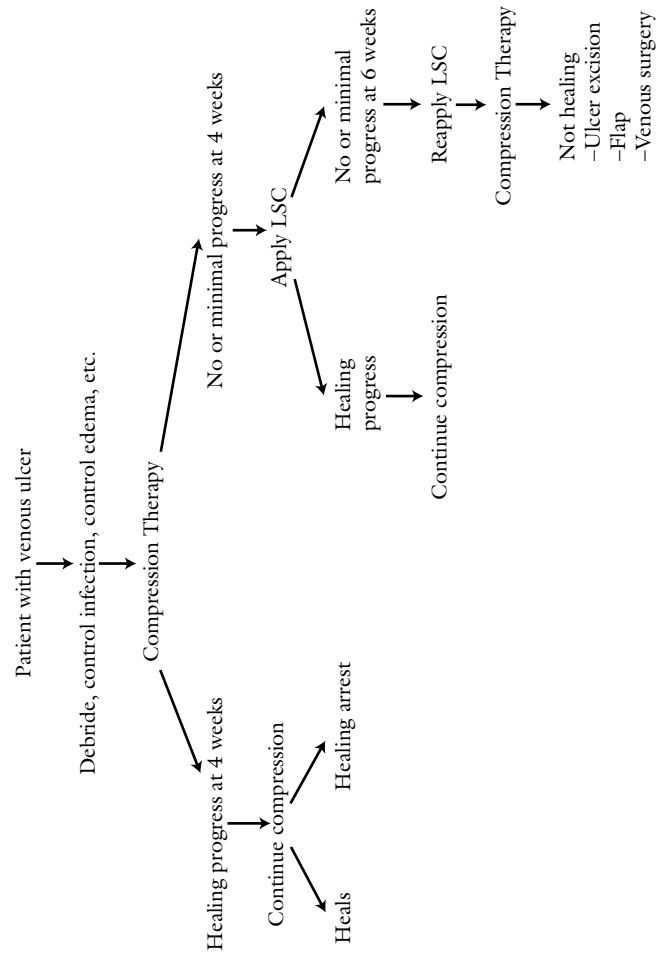 Patient with venous ulcer
Debride, control infection, control edema, etc.
Compression Therapy
Healing progress at 4 weeks
No or minimal progress at 4 weeks
Continue compression
Apply LSC
Heals
Healing arrest
Healing
progress
No or minimal
progress at 6 weeks
Continue compression
Reapply LSC
Compression Therapy
Not healing
–Ulcer excision
–Flap
–Venous surgery